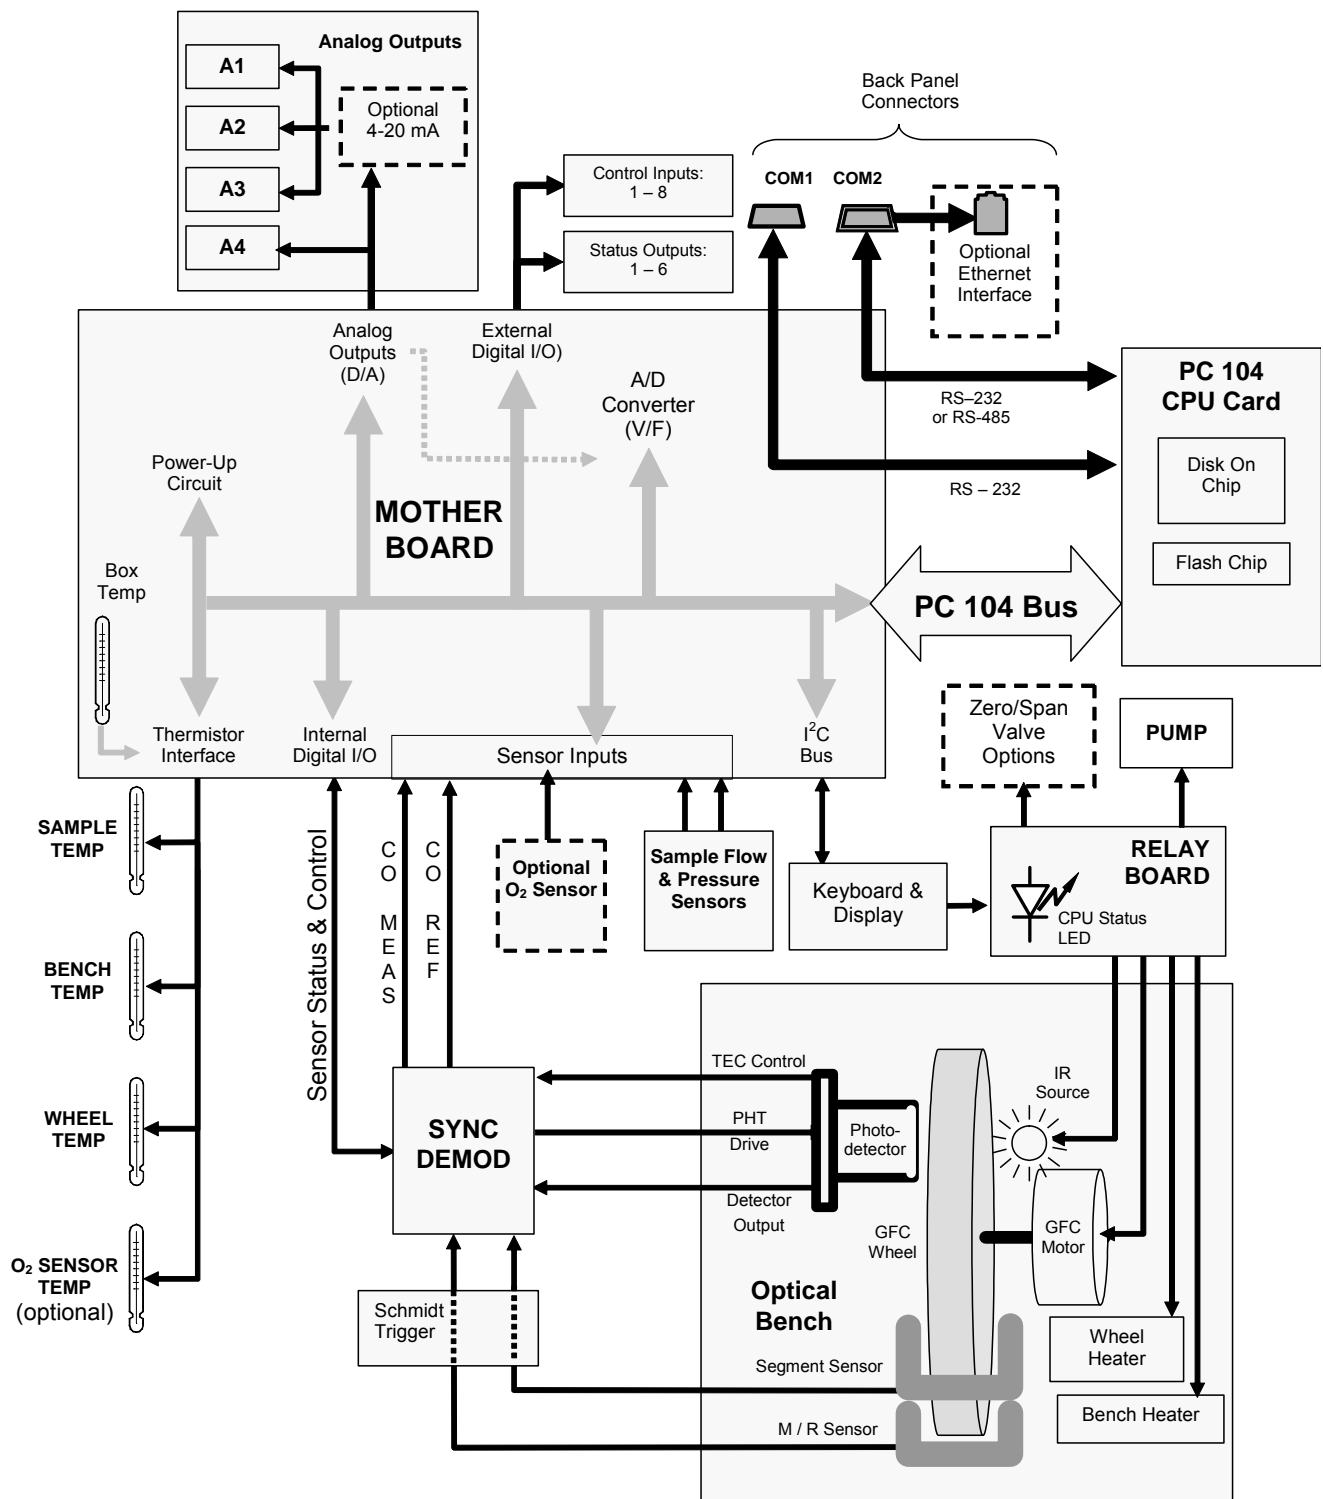 Analog Outputs
A1
A2
A3
A4
Optional
4-20 mA
Control Inputs:
1 – 8
Status Outputs:
1 – 6
Back Panel
Connectors
COM1
COM2
Optional
Ethernet
Interface
RS–232
or RS-485
RS – 232
PC 104
CPU Card
Disk On
Chip
Flash Chip
PC 104 Bus
Analog
Outputs
(D/A)
External
Digital I/O)
A/D
Converter
(V/F)
Power-Up
Circuit
MOTHER
BOARD
Box
Temp
Thermistor
Interface
Internal
Digital I/O
Sensor Inputs
I²C
Bus
Zero/Span
Valve
Options
PUMP
RELAY
BOARD
CPU Status
LED
Keyboard &
Display
Sample Flow
& Pressure
Sensors
Optional
O₂ Sensor
CO MEAS
CO REF
Sensor Status & Control
SAMPLE
TEMP
BENCH
TEMP
WHEEL
TEMP
O₂ SENSOR
TEMP
(optional)
SYNC
DEMOD
TEC Control
PHT
Drive
Detector
Output
Photo-
detector
IR
Source
GFC
Wheel
GFC
Motor
Optical
Bench
Schmidt
Trigger
Segment Sensor
M / R Sensor
Wheel
Heater
Bench Heater